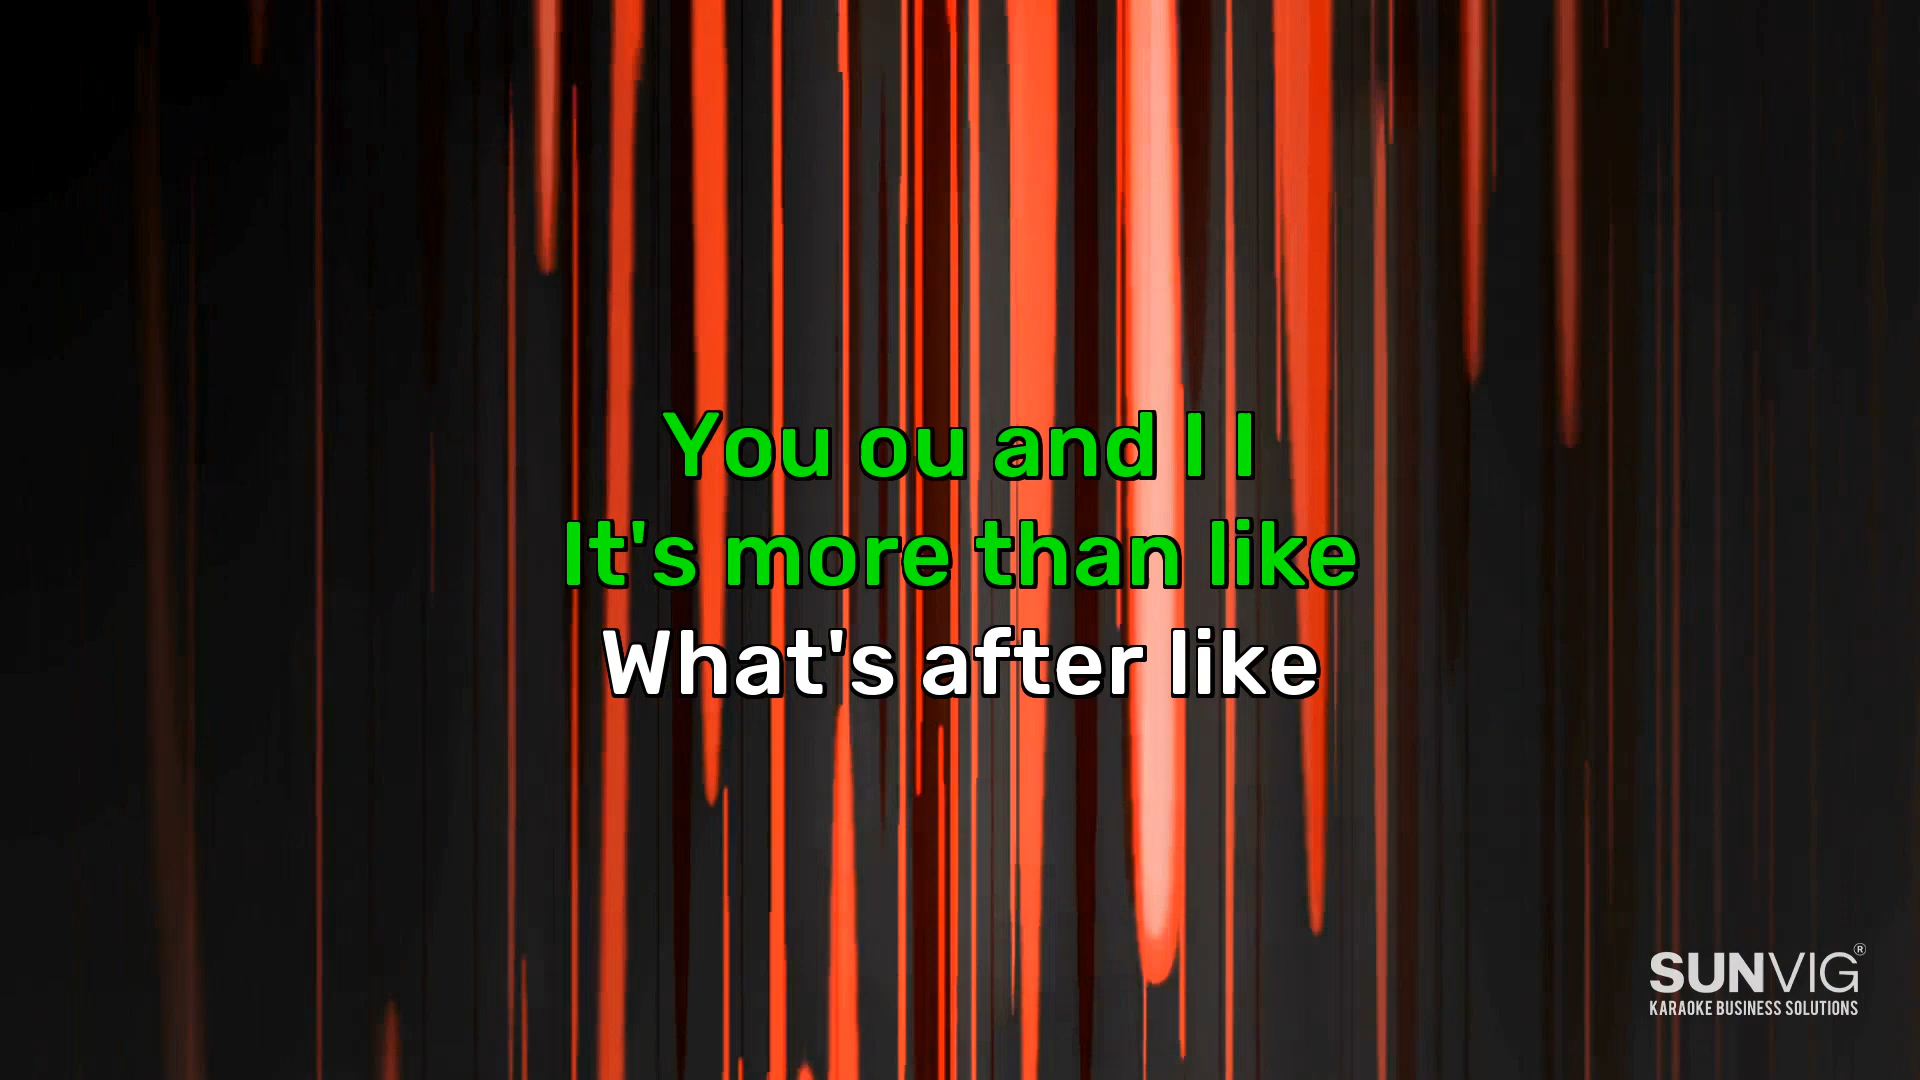 You ou and I I
It's more than like
What's after like
SUNVIG®
KARAOKE BUSINESS SOLUTIONS